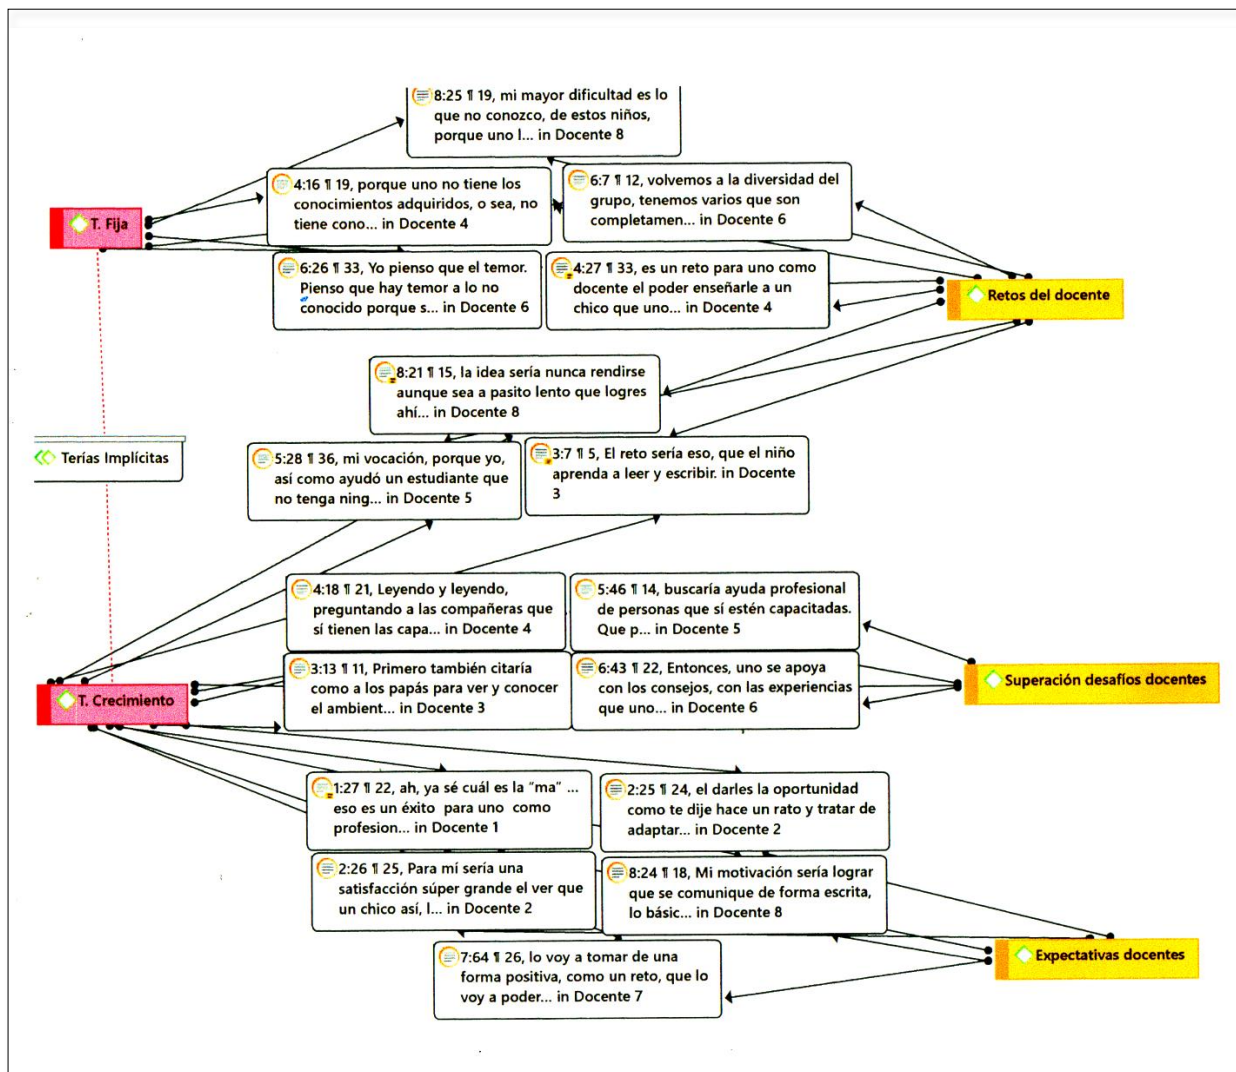 8:25 ¶ 19, mi mayor dificultad es lo
que no conozco, de estos niños,
porque uno l... in Docente 8
4:16 ¶ 19, porque uno no tiene los
conocimientos adquiridos, o sea, no
tiene cono... in Docente 4
6:7 ¶ 12, volvemos a la diversidad del
grupo, tenemos varios que son
completamen... in Docente 6
T. Fija
6:26 ¶ 33, Yo pienso que el temor.
Pienso que hay temor a lo no
conocido porque s... in Docente 6
4:27 ¶ 33, es un reto para uno como
docente el poder enseñarle a un
chico que uno... in Docente 4
Retos del docente
8:21 ¶ 15, la idea sería nunca rendirse
aunque sea a pasito lento que logres
ahí... in Docente 8
Terías Implícitas
5:28 ¶ 36, mi vocación, porque yo,
así como ayudó un estudiante que
no tenga ning... in Docente 5
3:7 ¶ 5, El reto sería eso, que el niño
aprenda a leer y escribir. in Docente
3
4:18 ¶ 21, Leyendo y leyendo,
preguntando a las compañeras que
sí tienen las capa... in Docente 4
5:46 ¶ 14, buscaría ayuda profesional
de personas que sí estén capacitadas.
Que p... in Docente 5
3:13 ¶ 11, Primero también citaría
como a los papás para ver y conocer
el ambient... in Docente 3
6:43 ¶ 22, Entonces, uno se apoya
con los consejos, con las experiencias
que uno... in Docente 6
Superación desafíos docentes
T. Crecimiento
1:27 ¶ 22, ah, ya sé cuál es la "ma" ...
eso es un éxito para uno como
profesion... in Docente 1
2:25 ¶ 24, el darles la oportunidad
como te dije hace un rato y tratar de
adaptar... in Docente 2
2:26 ¶ 25, Para mí sería una
satisfacción súper grande el ver que
un chico así, l... in Docente 2
8:24 ¶ 18, Mi motivación sería lograr
que se comunique de forma escrita,
lo básic... in Docente 8
7:64 ¶ 26, lo voy a tomar de una
forma positiva, como un reto, que lo
voy a poder... in Docente 7
Expectativas docentes